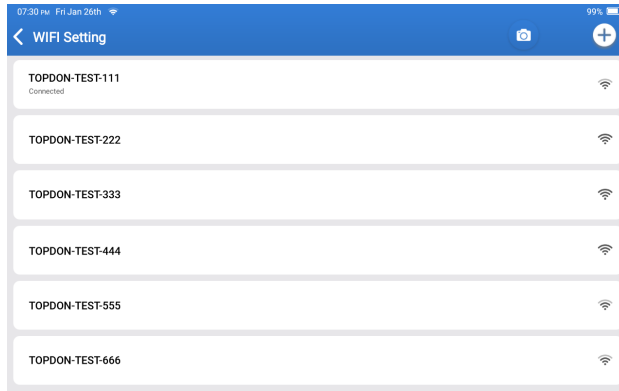 07:30 PM Fri Jan 26th
99%
WIFI Setting
TOPDON-TEST-111
Connected
TOPDON-TEST-222
TOPDON-TEST-333
TOPDON-TEST-444
TOPDON-TEST-555
TOPDON-TEST-666